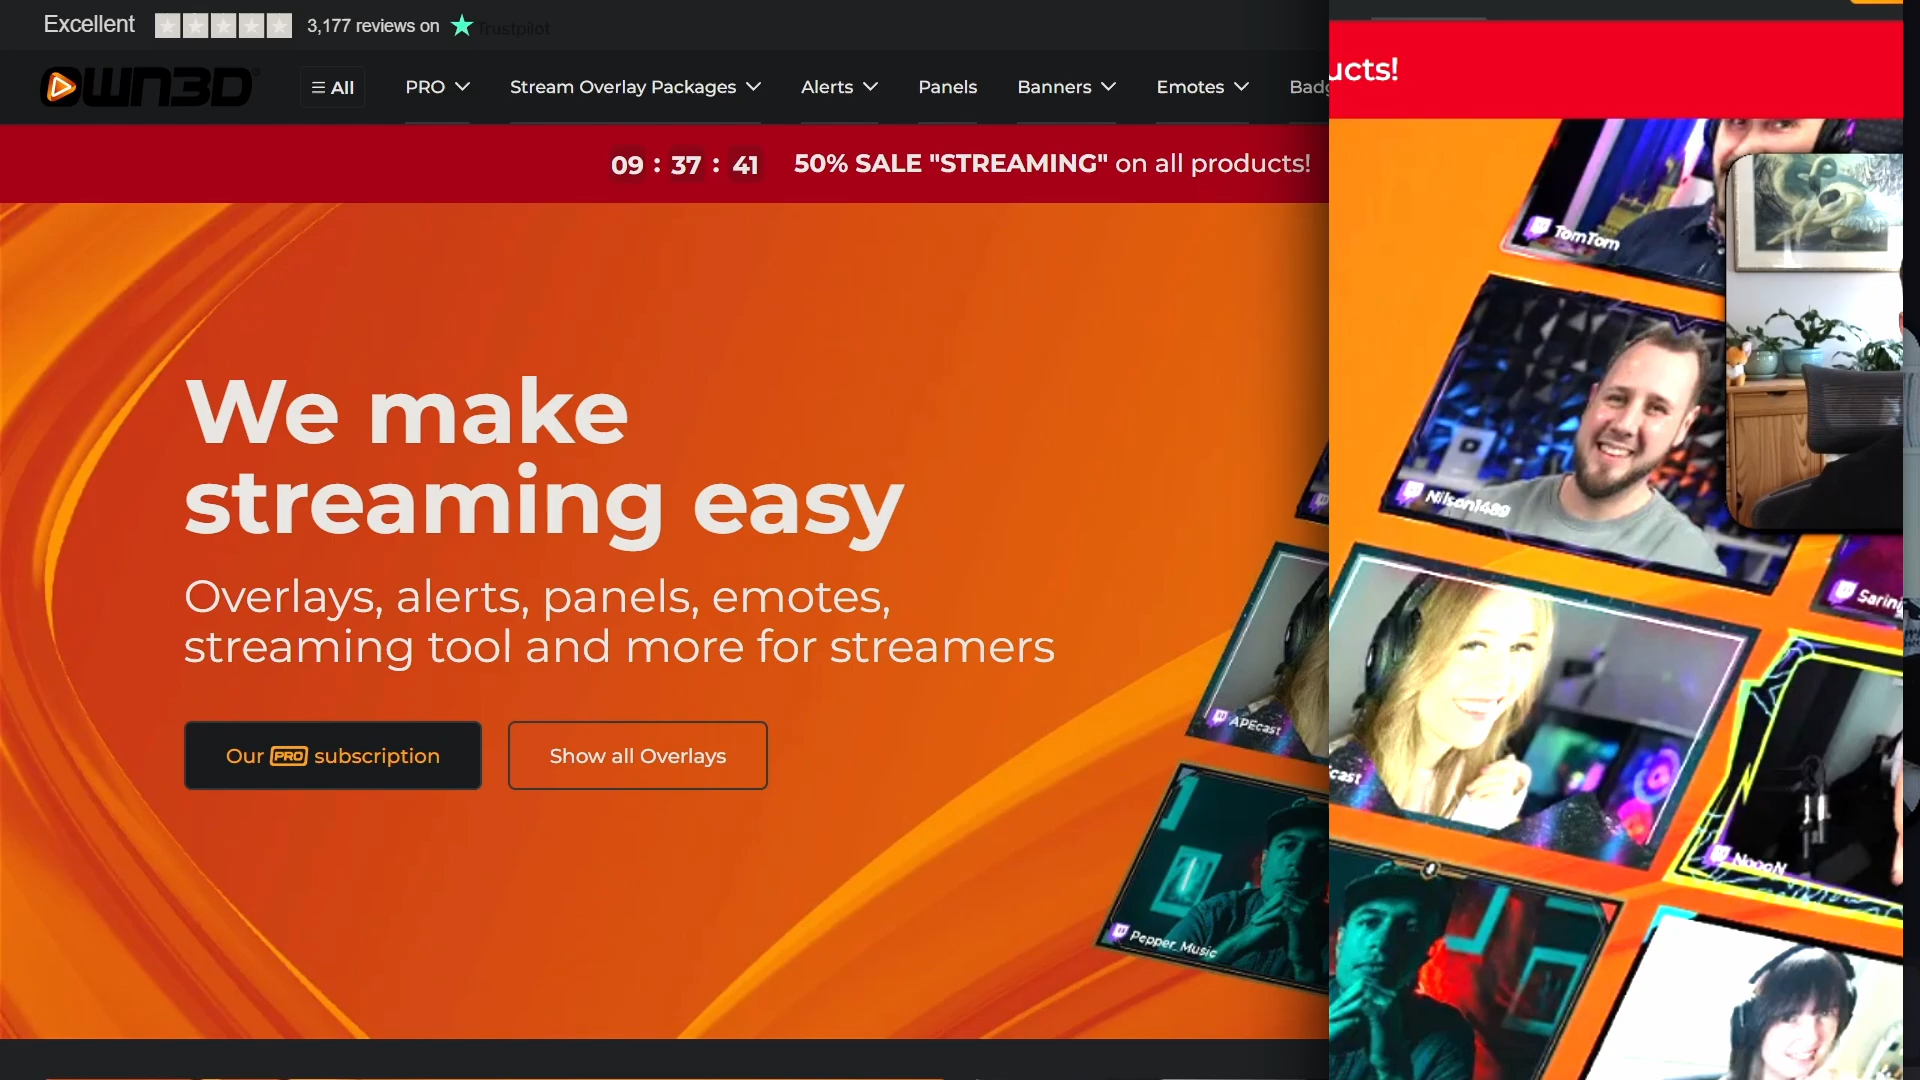 Excellent
3,177 reviews on
Trustpilot
OWN3D
All
PRO
Stream Overlay Packages
Alerts
Panels
Banners
Emotes
Badg
09 : 37 : 41
50% SALE "STREAMING" on all products!
ucts!
We make
streaming easy
Overlays, alerts, panels, emotes,
streaming tool and more for streamers
Our PRO subscription
Show all Overlays
TomTom
Nilson1489
Sarin
APEcast
cast
NoooN
Pepper_Music